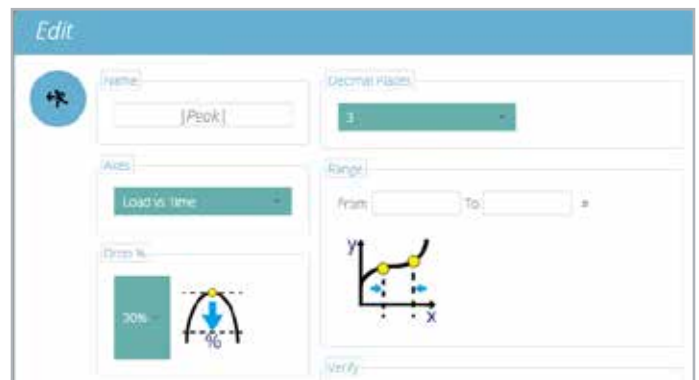 Edit
Name
|Peak|
Axes
Load vs. Time
Drop %
30%
%
Decimal Places
3
Range
From
To
y
x
Verify